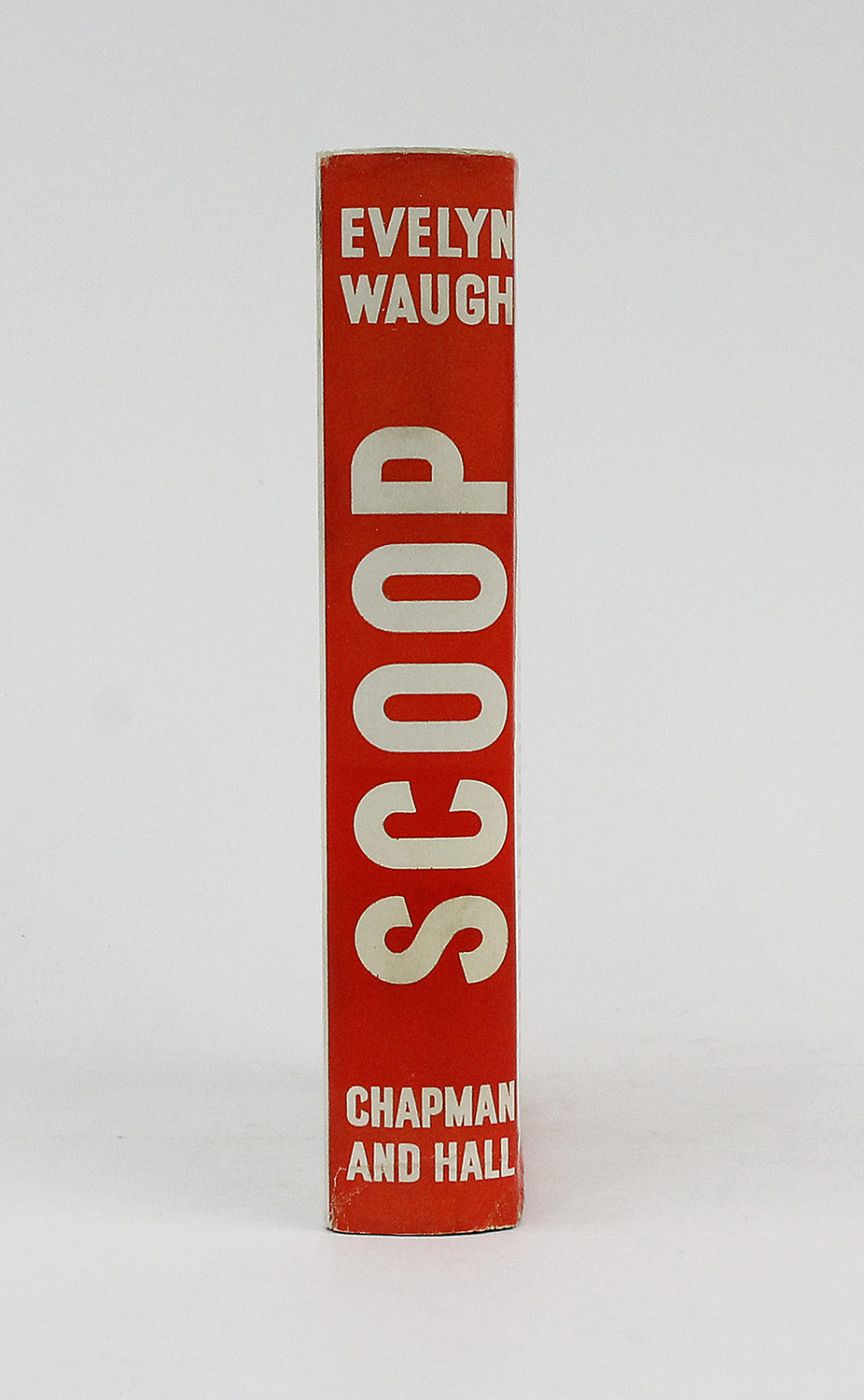 EVELYN
WAUGH
SCOOP
CHAPMAN
AND HALL